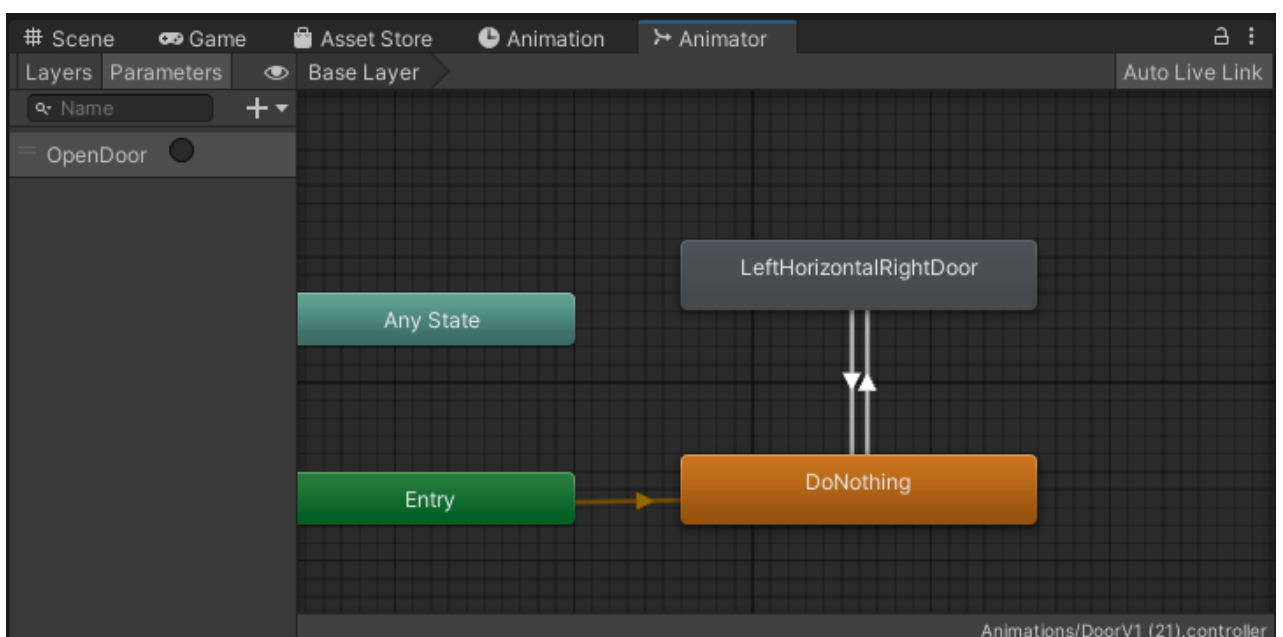 Scene Game Asset Store Animation Animator
Layers Parameters Base Layer Auto Live Link
Name
OpenDoor
LeftHorizontalRightDoor
Any State
DoNothing
Entry
Animations/DoorV1 (21).controller